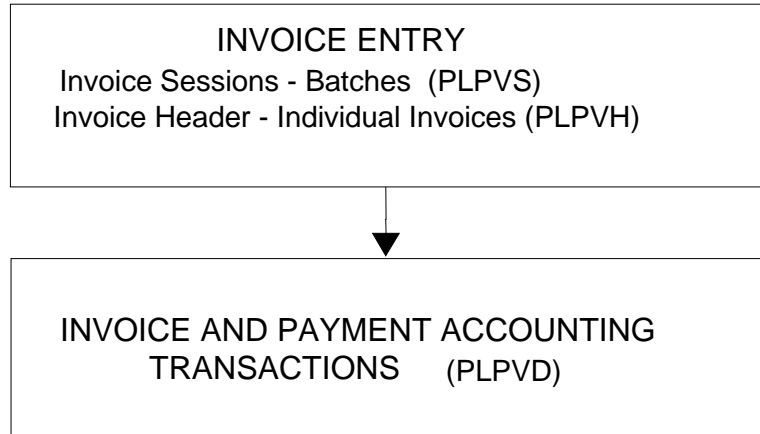 INVOICE ENTRY
Invoice Sessions - Batches (PLPVS)
Invoice Header - Individual Invoices (PLPVH)
INVOICE AND PAYMENT ACCOUNTING
TRANSACTIONS (PLPVD)